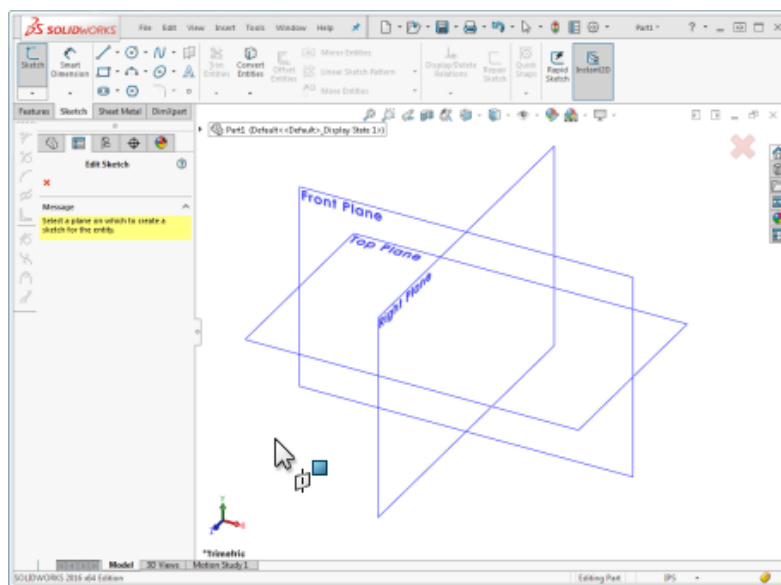 SOLIDWORKS File Edit View Insert Tools Window Help Part1 ?
Sketch
Smart Dimension
Trim Entities
Convert Entities
Offset Entities
Mirror Entities
Linear Sketch Pattern
Move Entities
Display/Delete Relations
Repair Sketch
Quick Snaps
Rapid Sketch
Instant2D
Features Sketch Sheet Metal DimXpert
Part1 (Default<<Default>_Display State 1>)
Edit Sketch
Message
Select a plane on which to create a
sketch for the entity.
Front Plane
Top Plane
Right Plane
*Trimetric
Model 3D Views Motion Study 1
SOLIDWORKS 2016 x64 Edition Editing Part IPS